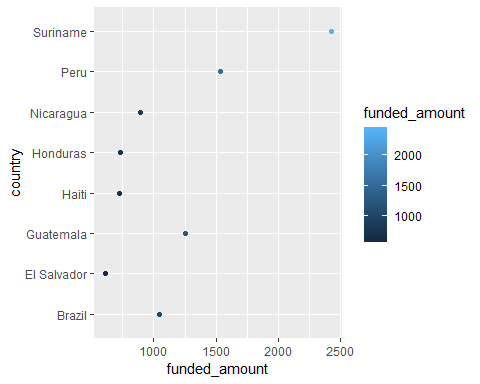 Suriname
Peru
Nicaragua
Honduras
Haiti
Guatemala
El Salvador
Brazil
country
1000 1500 2000 2500
funded_amount
funded_amount
2000
1500
1000